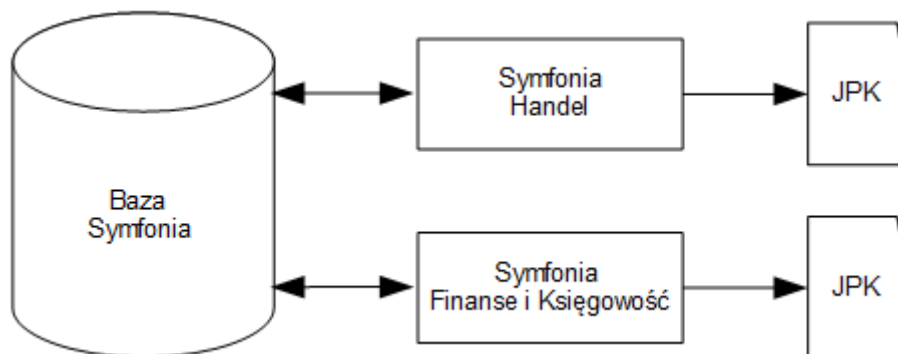 Baza
Symfonia
Symfonia
Handel
JPK
Symfonia
Finanse i Księgowość
JPK